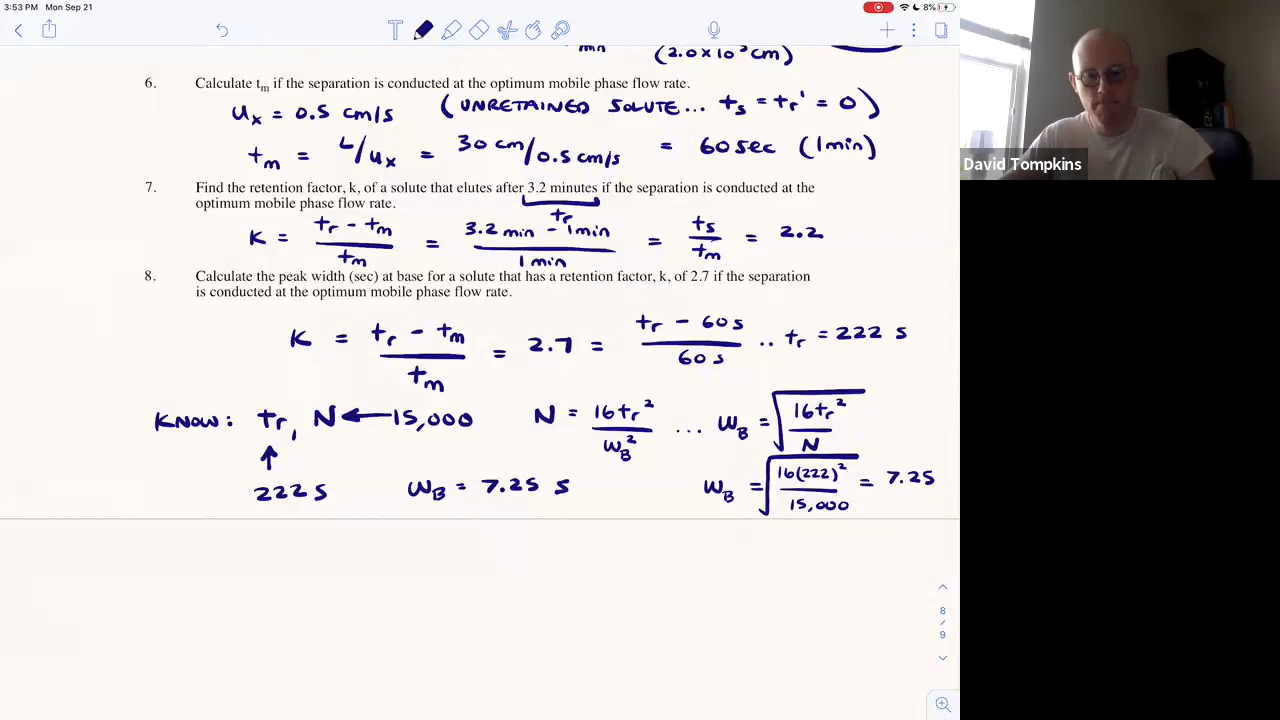 3:53 PM Mon Sep 21
8%
min
(2.0x10⁻³cm)
6. Calculate tm if the separation is conducted at the optimum mobile phase flow rate.
ux = 0.5 cm/s (UNRETAINED SOLUTE... ts = tr' = 0)
tm = L/ux = 30 cm/0.5 cm/s = 60 sec (1min)
7. Find the retention factor, k, of a solute that elutes after 3.2 minutes if the separation is conducted at the
optimum mobile phase flow rate.
tr
K = tr - tm / tm = 3.2 min - 1min / 1 min = ts / tm = 2.2
8. Calculate the peak width (sec) at base for a solute that has a retention factor, k, of 2.7 if the separation
is conducted at the optimum mobile phase flow rate.
K = tr - tm / tm = 2.7 = tr - 60s / 60 s .. tr = 222 s
KNOW: tr, N ← 15,000 N = 16tr² / WB² ... WB = √16tr² / N
↑
222 s WB = 7.25 s WB = √16(222)² / 15,000 = 7.25
8
/
9
David Tompkins